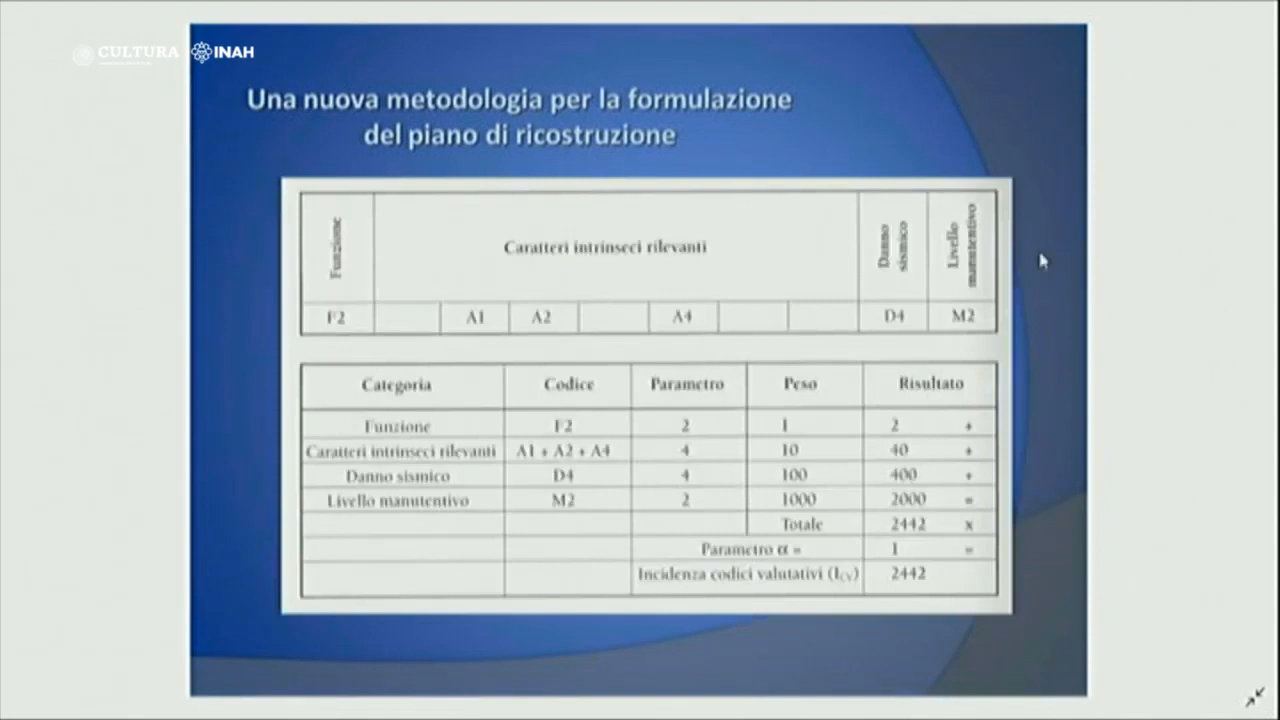 CULTURA INAH
Una nuova metodologia per la formulazione
del piano di ricostruzione
Funzione
Caratteri intrinseci rilevanti
Danno
sismico
Livello
manutentivo
F2 A1 A2 A4 D4 M2
Categoria Codice Parametro Peso Risultato
Funzione F2 2 1 2 +
Caratteri intrinseci rilevanti A1 + A2 + A4 4 10 40 +
Danno sismico D4 4 100 400 +
Livello manutentivo M2 2 1000 2000 =
Totale 2442 x
Parametro α = 1 =
Incidenza codici valutativi (ICV) 2442